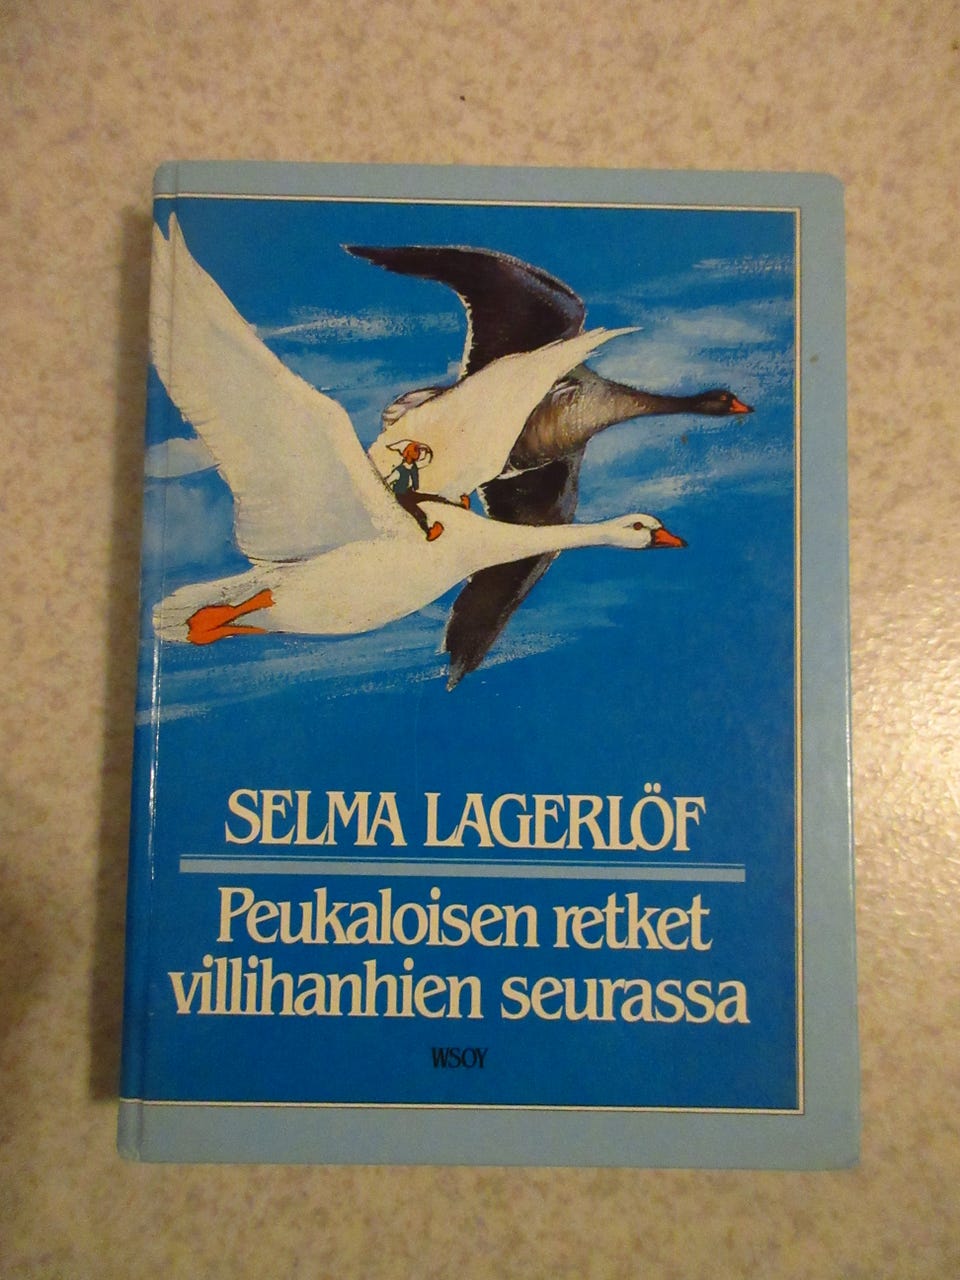 SELMA LAGERLÖF
Peukaloisen retket
villihanhien seurassa
WSOY